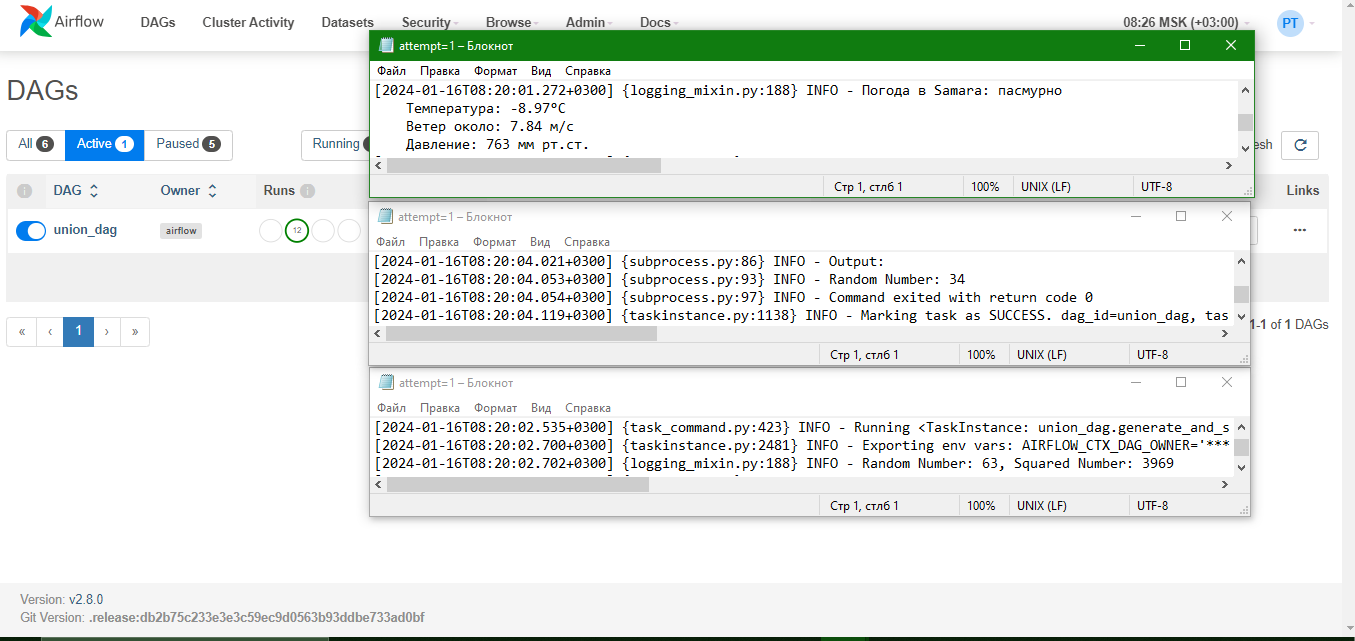 Airflow DAGs Cluster Activity Datasets Security Browse Admin Docs 08:26 MSK (+03:00) PT
DAGs
All 6 Active 1 Paused 5 Running
esh
DAG Owner Runs Links
union_dag airflow 12
« ‹ 1 › »
1-1 of 1 DAGs
attempt=1 – Блокнот
Файл Правка Формат Вид Справка
[2024-01-16T08:20:01.272+0300] {logging_mixin.py:188} INFO - Погода в Samara: пасмурно
Температура: -8.97°C
Ветер около: 7.84 м/с
Давление: 763 мм рт.ст.
Стр 1, стлб 1 100% UNIX (LF) UTF-8
attempt=1 – Блокнот
Файл Правка Формат Вид Справка
[2024-01-16T08:20:04.021+0300] {subprocess.py:86} INFO - Output:
[2024-01-16T08:20:04.053+0300] {subprocess.py:93} INFO - Random Number: 34
[2024-01-16T08:20:04.054+0300] {subprocess.py:97} INFO - Command exited with return code 0
[2024-01-16T08:20:04.119+0300] {taskinstance.py:1138} INFO - Marking task as SUCCESS. dag_id=union_dag, tas
Стр 1, стлб 1 100% UNIX (LF) UTF-8
attempt=1 – Блокнот
Файл Правка Формат Вид Справка
[2024-01-16T08:20:02.535+0300] {task_command.py:423} INFO - Running <TaskInstance: union_dag.generate_and_s
[2024-01-16T08:20:02.700+0300] {taskinstance.py:2481} INFO - Exporting env vars: AIRFLOW_CTX_DAG_OWNER='***
[2024-01-16T08:20:02.702+0300] {logging_mixin.py:188} INFO - Random Number: 63, Squared Number: 3969
Стр 1, стлб 1 100% UNIX (LF) UTF-8
Version: v2.8.0
Git Version: .release:db2b75c233e3e3c59ec9d0563b93ddbe733ad0bf